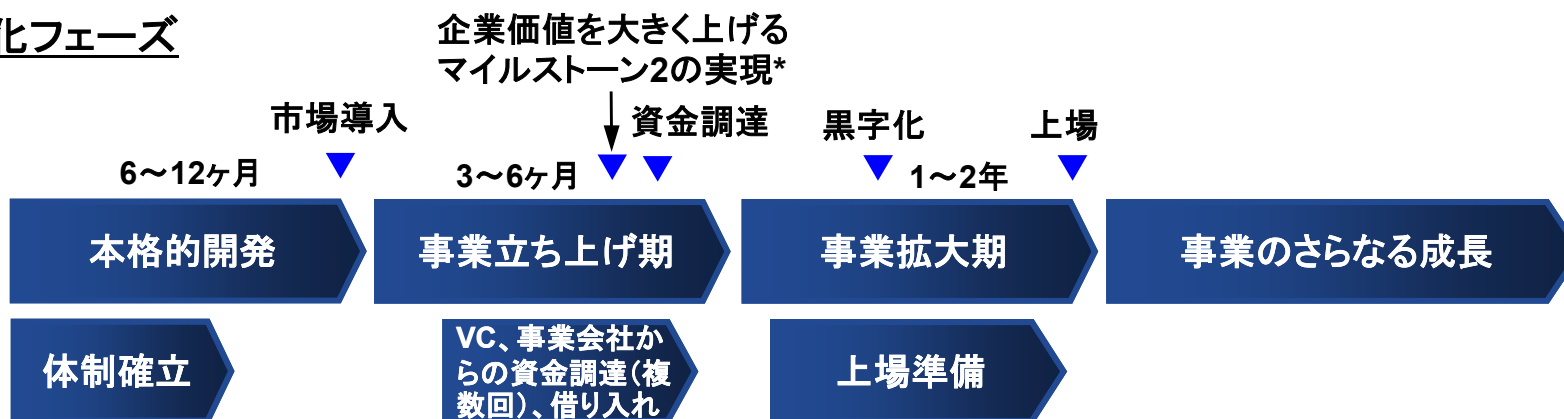 化フェーズ
企業価値を大きく上げる
マイルストーン2の実現*
市場導入
資金調達
黒字化
上場
6~12ヶ月
3~6ヶ月
1~2年
本格的開発
事業立ち上げ期
事業拡大期
事業のさらなる成長
体制確立
VC、事業会社か
らの資金調達(複
数回)、借り入れ
上場準備